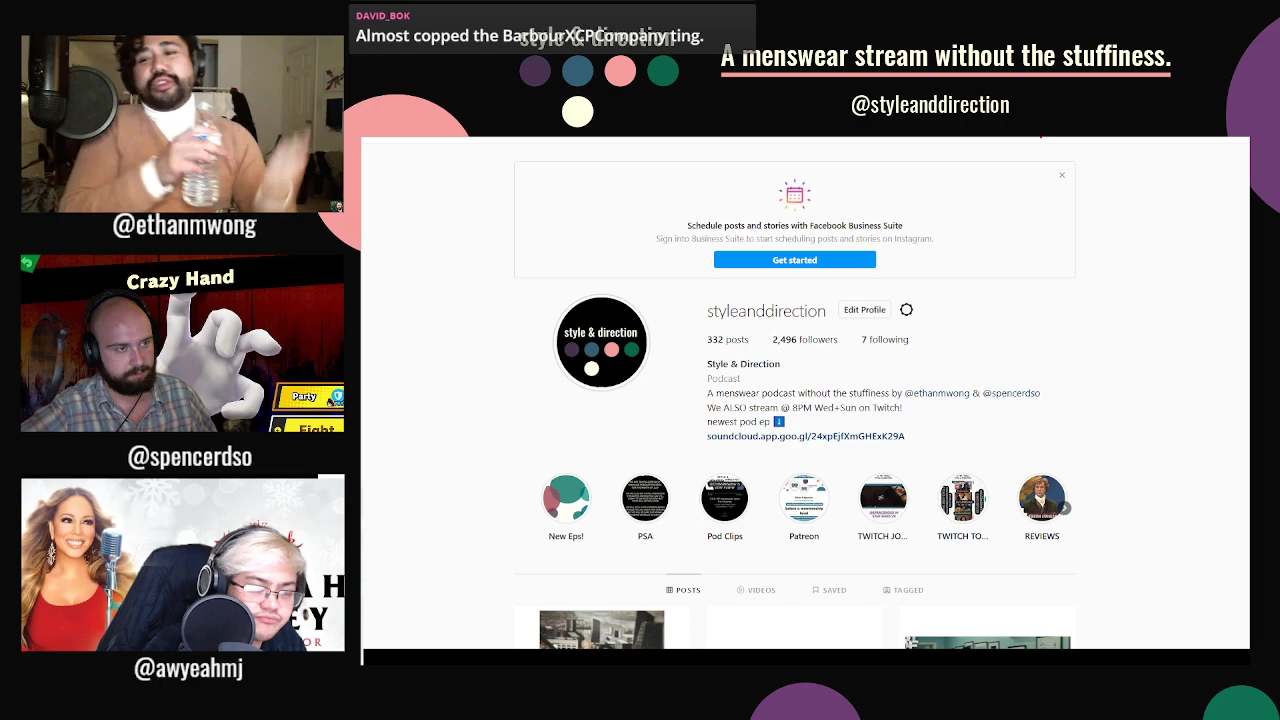 DAVID_BOK
Almost copped the BarbourXCPCompany ting.
style & direction
A menswear stream without the stuffiness.
@styleanddirection
@ethanmwong
Crazy Hand
Party
Fight
@spencerdso
@awyeahmj
Schedule posts and stories with Facebook Business Suite
Sign into Business Suite to start scheduling posts and stories on Instagram.
Get started
style & direction
styleanddirection Edit Profile
332 posts 2,496 followers 7 following
Style & Direction
Podcast
A menswear podcast without the stuffiness by @ethanmwong & @spencerdso
We ALSO stream @ 8PM Wed+Sun on Twitch!
newest pod ep
soundcloud.app.goo.gl/24xpEjfXmGHExK29A
New Eps! PSA Pod Clips Patreon TWITCH JO... TWITCH TO... REVIEWS
POSTS VIDEOS SAVED TAGGED